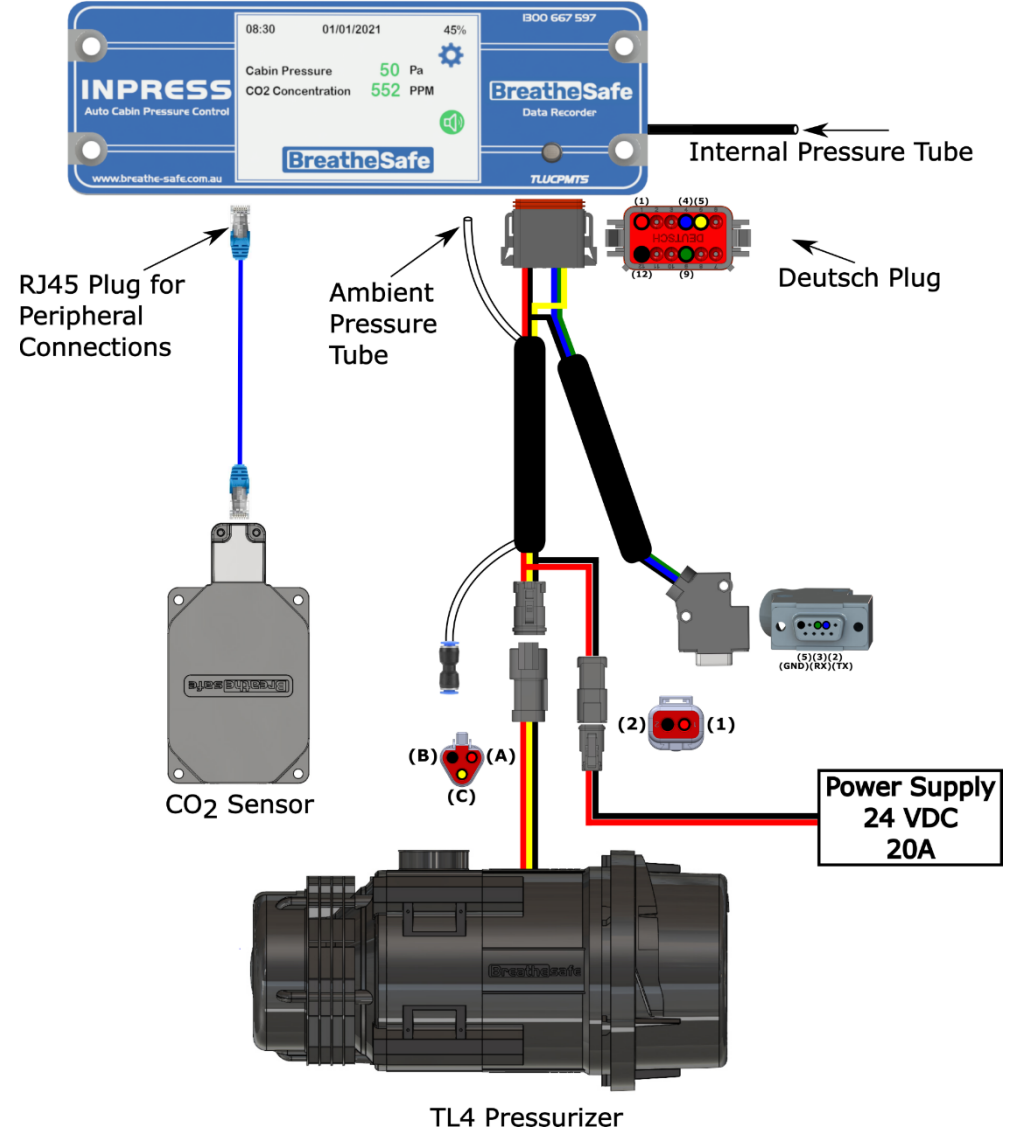 1300 667 597
08:30 01/01/2021 45%
Cabin Pressure 50 Pa
CO2 Concentration 552 PPM
INPRESS
Auto Cabin Pressure Control
BreatheSafe
Data Recorder
BreatheSafe
www.breathe-safe.com.au
TLUCPMTS
Internal Pressure Tube
(1) (4)(5)
DEUTSCH
(12) (9)
Deutsch Plug
RJ45 Plug for
Peripheral
Connections
Ambient
Pressure
Tube
(5)(3)(2)
(GND)(RX)(TX)
Breathesafe
(2) (1)
(B) (A)
(C)
CO2 Sensor
Power Supply
24 VDC
20A
Breathesafe
TL4 Pressurizer